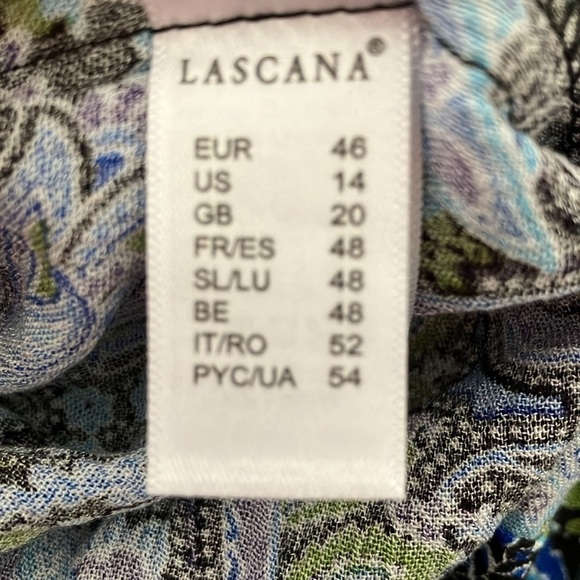 LASCANA®
EUR 46
US 14
GB 20
FR/ES 48
SL/LU 48
BE 48
IT/RO 52
PYC/UA 54